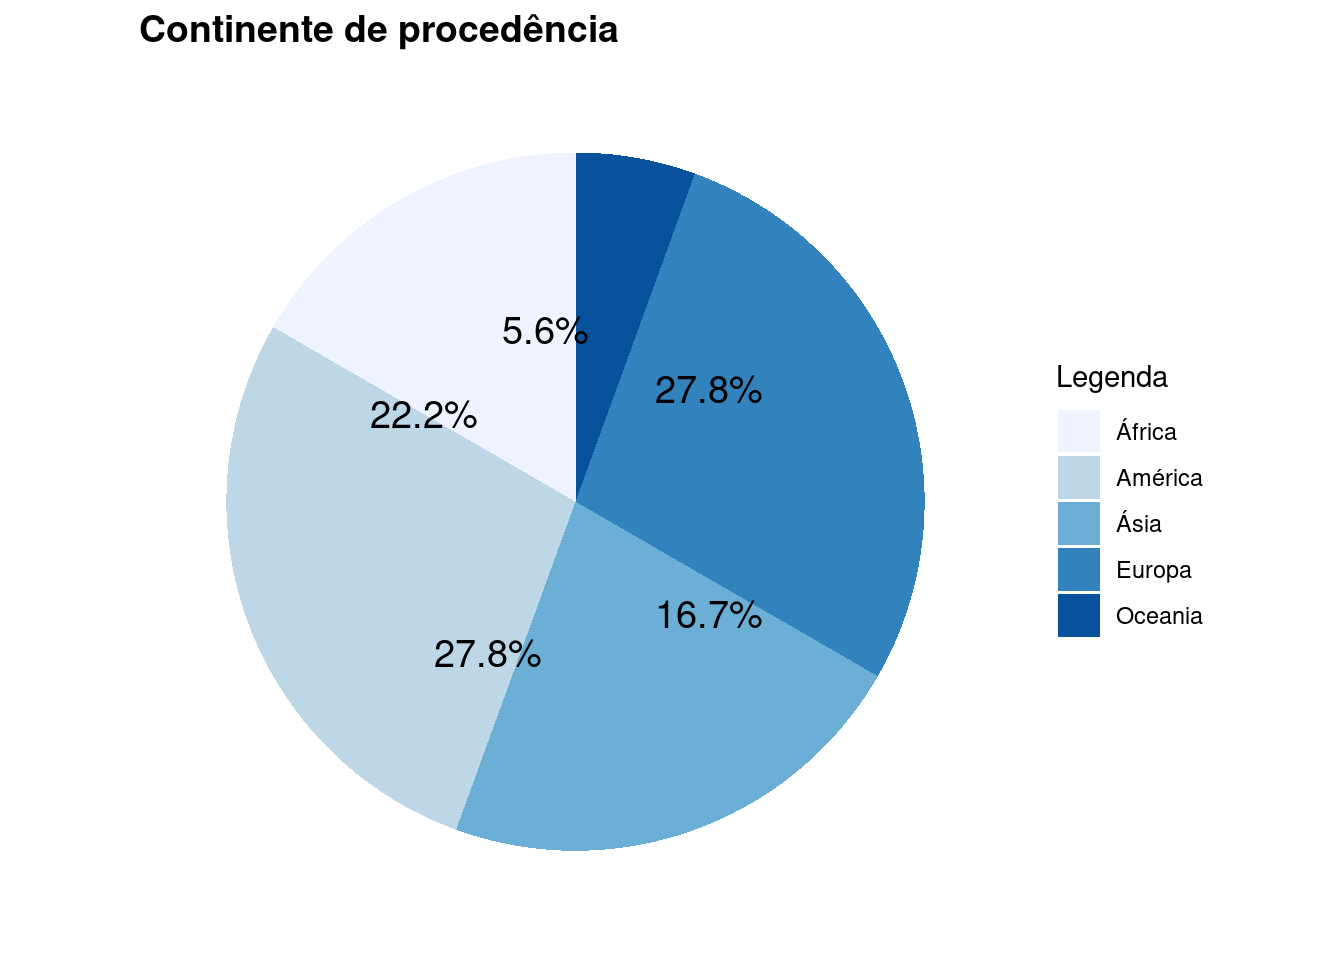 Continente de procedência
5.6%
27.8%
22.2%
16.7%
27.8%
Legenda
África
América
Ásia
Europa
Oceania